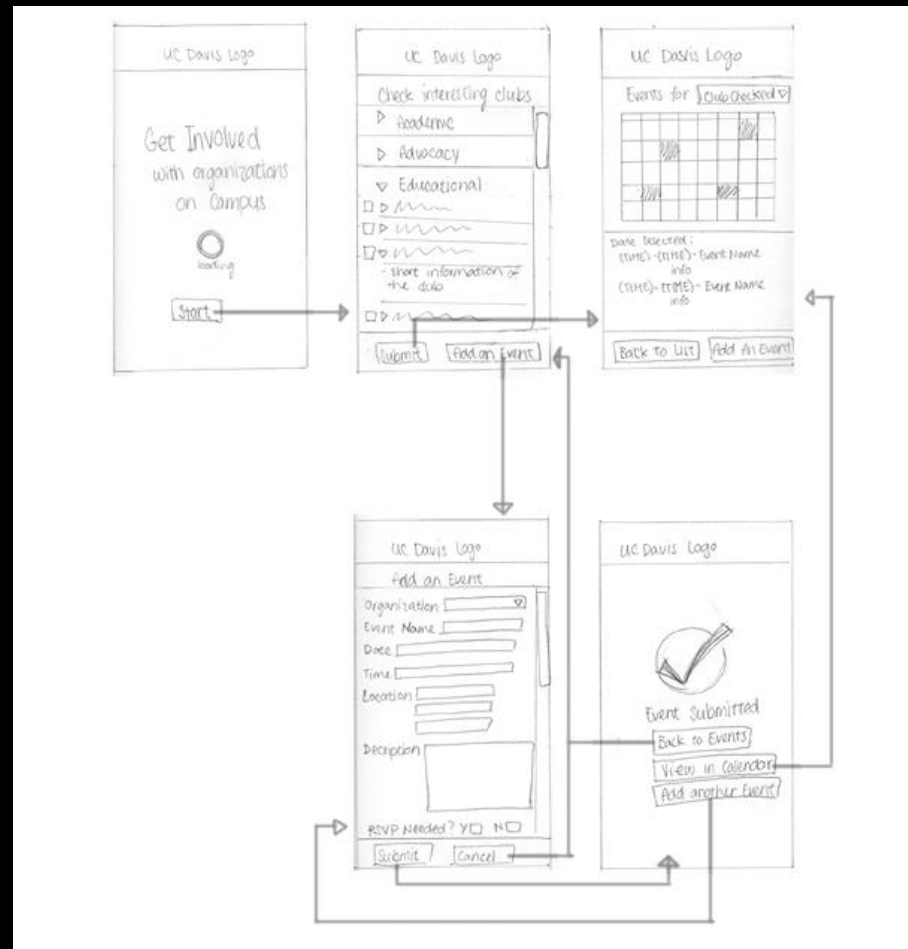 UC Davis Logo
Get Involved
with organizations
on Campus
loading
Start
UC Davis Logo
Check interesting clubs
Academic
Advocacy
Educational
- short information of
the club
Submit
Add an Event
UC Davis Logo
Events for
Club Checked
Date Selected:
(TIME)-(TIME)- Event Name
info
(TIME)-(TIME)- Event Name
info
Back to List
Add An Event
UC Davis Logo
Add an Event
Organization
Event Name
Date
Time
Location
Decription
RSVP Needed? Y N
Submit
Cancel
UC Davis Logo
Event Submitted
Back to Events
View in Calendar
Add another Event